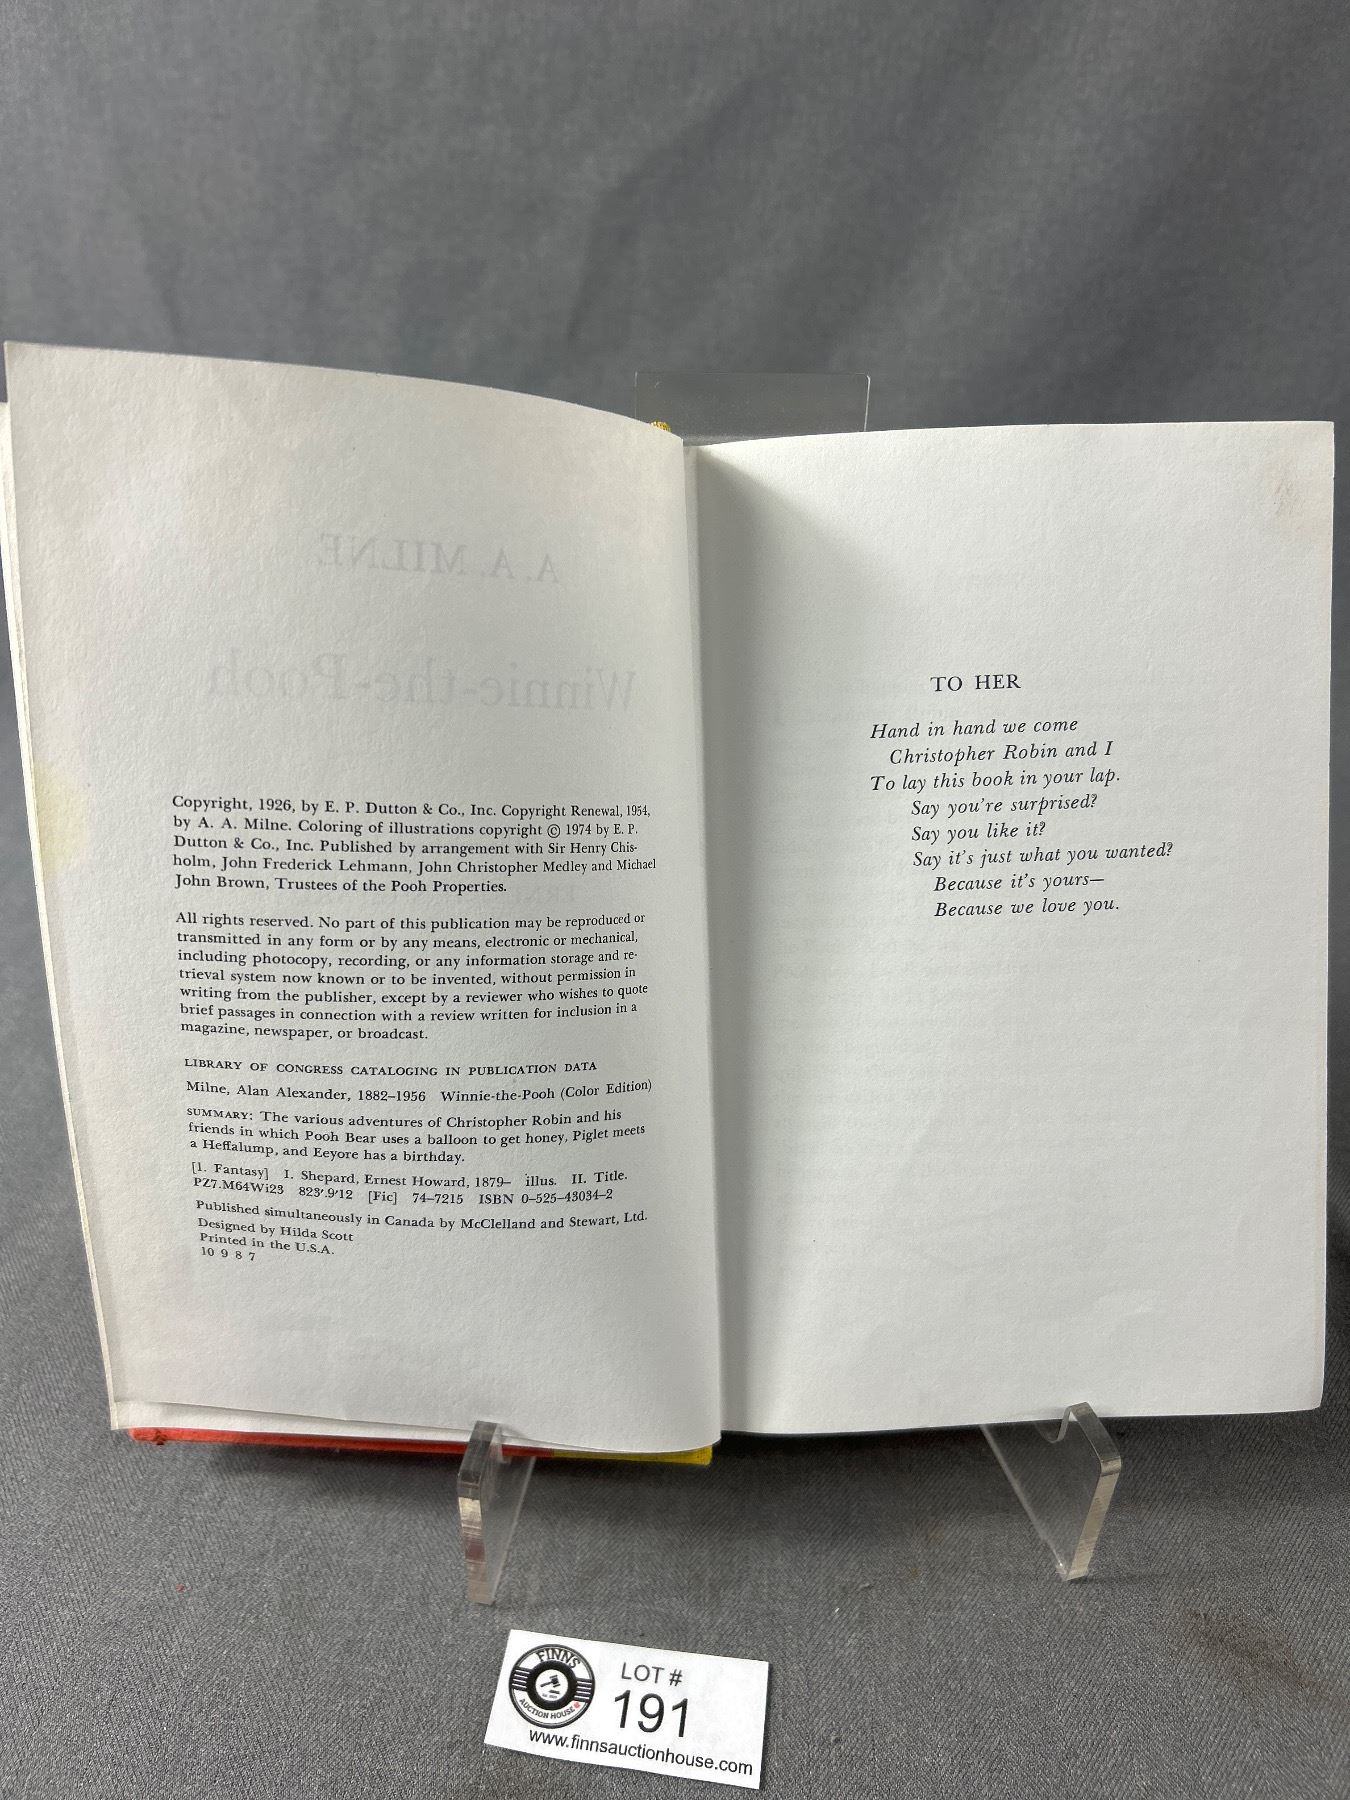 A. A. MILNE
Winnie-the-Pooh
Copyright, 1926, by E. P. Dutton & Co., Inc. Copyright Renewal, 1954,
by A. A. Milne. Coloring of illustrations copyright © 1974 by E. P.
Dutton & Co., Inc. Published by arrangement with Sir Henry Chis-
holm, John Frederick Lehmann, John Christopher Medley and Michael
John Brown, Trustees of the Pooh Properties.
All rights reserved. No part of this publication may be reproduced or
transmitted in any form or by any means, electronic or mechanical,
including photocopy, recording, or any information storage and re-
trieval system now known or to be invented, without permission in
writing from the publisher, except by a reviewer who wishes to quote
brief passages in connection with a review written for inclusion in a
magazine, newspaper, or broadcast.
LIBRARY OF CONGRESS CATALOGING IN PUBLICATION DATA
Milne, Alan Alexander, 1882–1956 Winnie-the-Pooh (Color Edition)
SUMMARY: The various adventures of Christopher Robin and his
friends in which Pooh Bear uses a balloon to get honey, Piglet meets
a Heffalump, and Eeyore has a birthday.
[1. Fantasy] I. Shepard, Ernest Howard, 1879– illus. II. Title.
PZ7.M64Wi23 823'.9'12 [Fic] 74–7215 ISBN 0–525–43034–2
Published simultaneously in Canada by McClelland and Stewart, Ltd.
Designed by Hilda Scott
Printed in the U.S.A.
10 9 8 7
TO HER
Hand in hand we come
Christopher Robin and I
To lay this book in your lap.
Say you're surprised?
Say you like it?
Say it's just what you wanted?
Because it's yours—
Because we love you.
FINNS
AUCTION HOUSE
LOT #
191
www.finnsauctionhouse.com